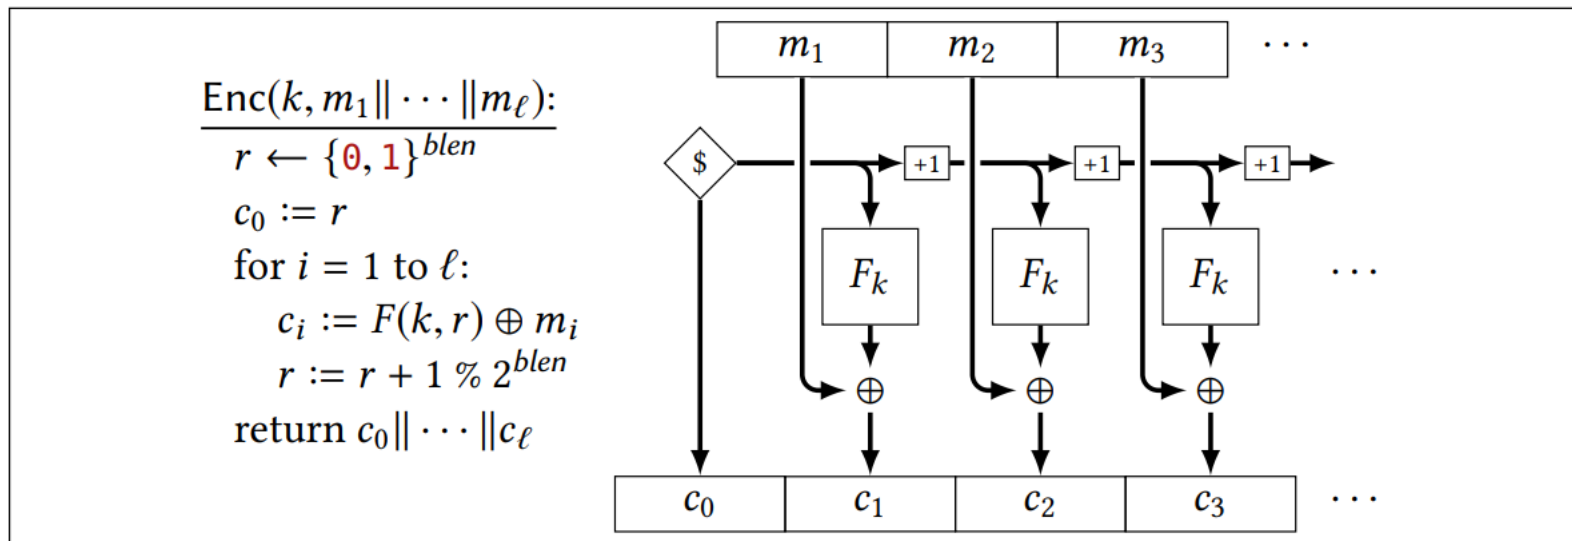 Enc(k, m₁‖ · · · ‖m_ℓ):
r ← {0, 1}^blen
c₀ := r
for i = 1 to ℓ:
c_i := F(k, r) ⊕ m_i
r := r + 1 % 2^blen
return c₀‖ · · · ‖c_ℓ
m₁ m₂ m₃ · · ·
$ +1 +1 +1
F_k F_k F_k · · ·
⊕ ⊕ ⊕
c₀ c₁ c₂ c₃ · · ·